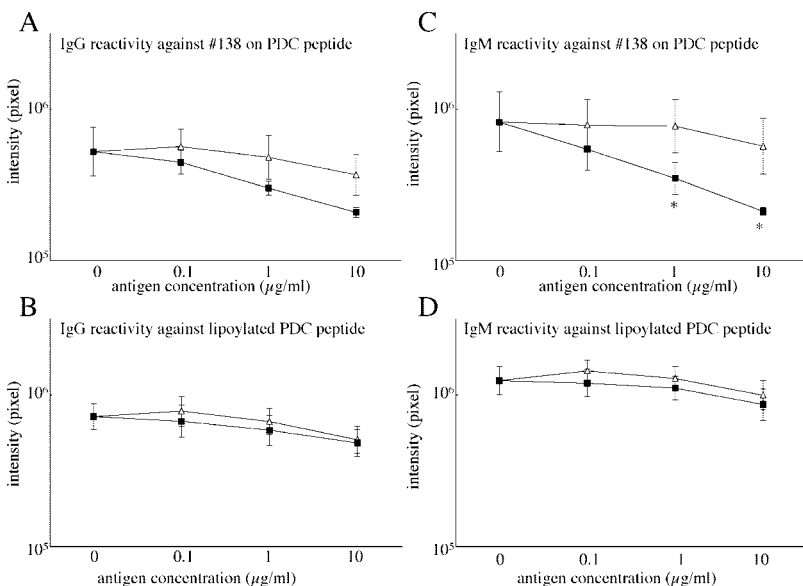 A
IgG reactivity against #138 on PDC peptide
intensity (pixel)
10⁶
10⁵
0 0.1 1 10
antigen concentration (µg/ml)
C
IgM reactivity against #138 on PDC peptide
intensity (pixel)
10⁶
10⁵
* *
0 0.1 1 10
antigen concentration (µg/ml)
B
IgG reactivity against lipoylated PDC peptide
intensity (pixel)
10⁶
10⁵
0 0.1 1 10
antigen concentration (µg/ml)
D
IgM reactivity against lipoylated PDC peptide
intensity (pixel)
10⁶
10⁵
0 0.1 1 10
antigen concentration (µg/ml)